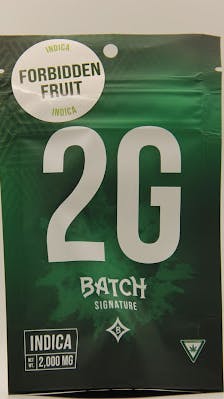 INDICA
FORBIDDEN
FRUIT
INDICA
2G
BATCH
SIGNATURE
B
INDICA
NET WT. 2,000 MG